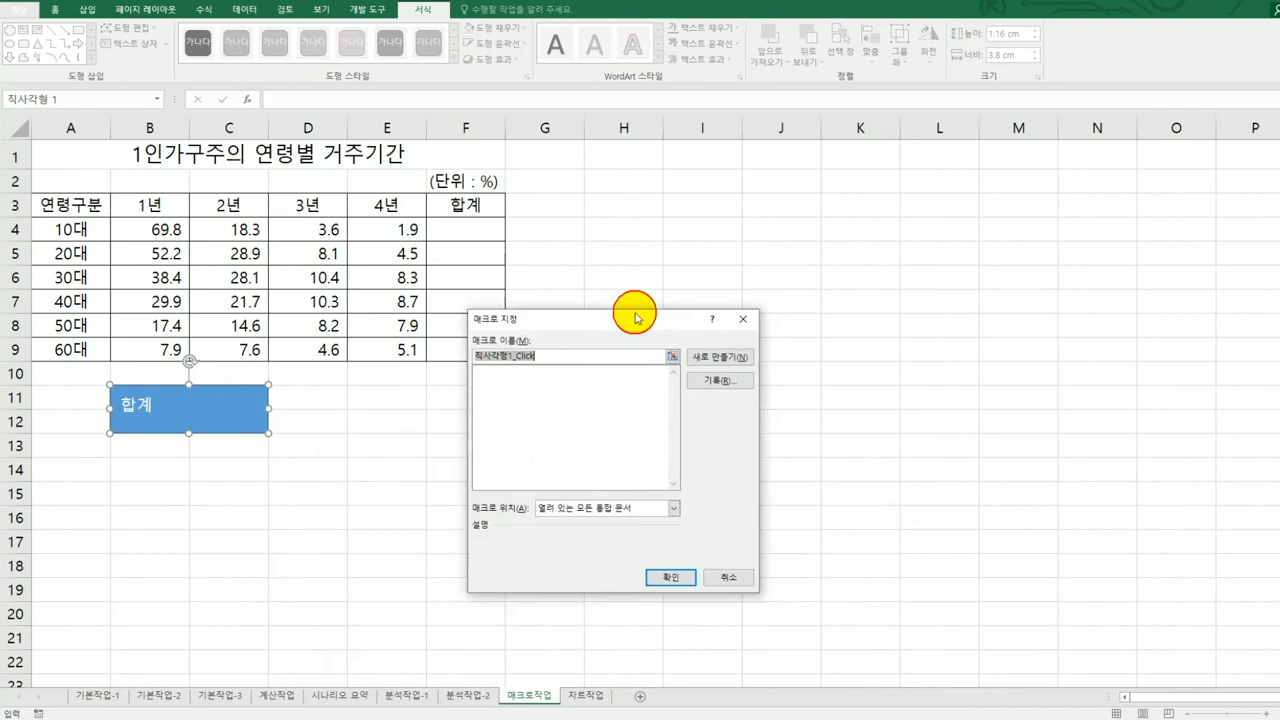 홈 삽입 페이지 레이아웃 수식 데이터 검토 보기 개발 도구 서식 수행할 작업을 알려 주세요.
도형 편집
텍스트 상자
가나다 가나다 가나다 가나다 가나다 가나다 가나다
도형 채우기
도형 윤곽선
도형 효과
A A A
텍스트 채우기
텍스트 윤곽선
텍스트 효과
앞으로 가져오기
뒤로 보내기
선택 창
맞춤
그룹화
회전
높이: 1.16 cm
너비: 3.8 cm
도형 삽입 도형 스타일 WordArt 스타일 정렬 크기
직사각형 1 fx
A B C D E F G H I J K L M N O P
1 1인가구주의 연령별 거주기간
2 (단위 : %)
3 연령구분 1년 2년 3년 4년 합계
4 10대 69.8 18.3 3.6 1.9
5 20대 52.2 28.9 8.1 4.5
6 30대 38.4 28.1 10.4 8.3
7 40대 29.9 21.7 10.3 8.7
8 50대 17.4 14.6 8.2 7.9
9 60대 7.9 7.6 4.6 5.1
10
11
12
13
14
15
16
17
18
19
20
21
22
23
합계
매크로 지정 ?
매크로 이름(M):
직사각형1_Click
새로 만들기(N)
기록(R)...
매크로 위치(A): 열려 있는 모든 통합 문서
설명
확인 취소
기본작업-1 기본작업-2 기본작업-3 계산작업 시나리오 요약 분석작업-1 분석작업-2 매크로작업 차트작업
입력